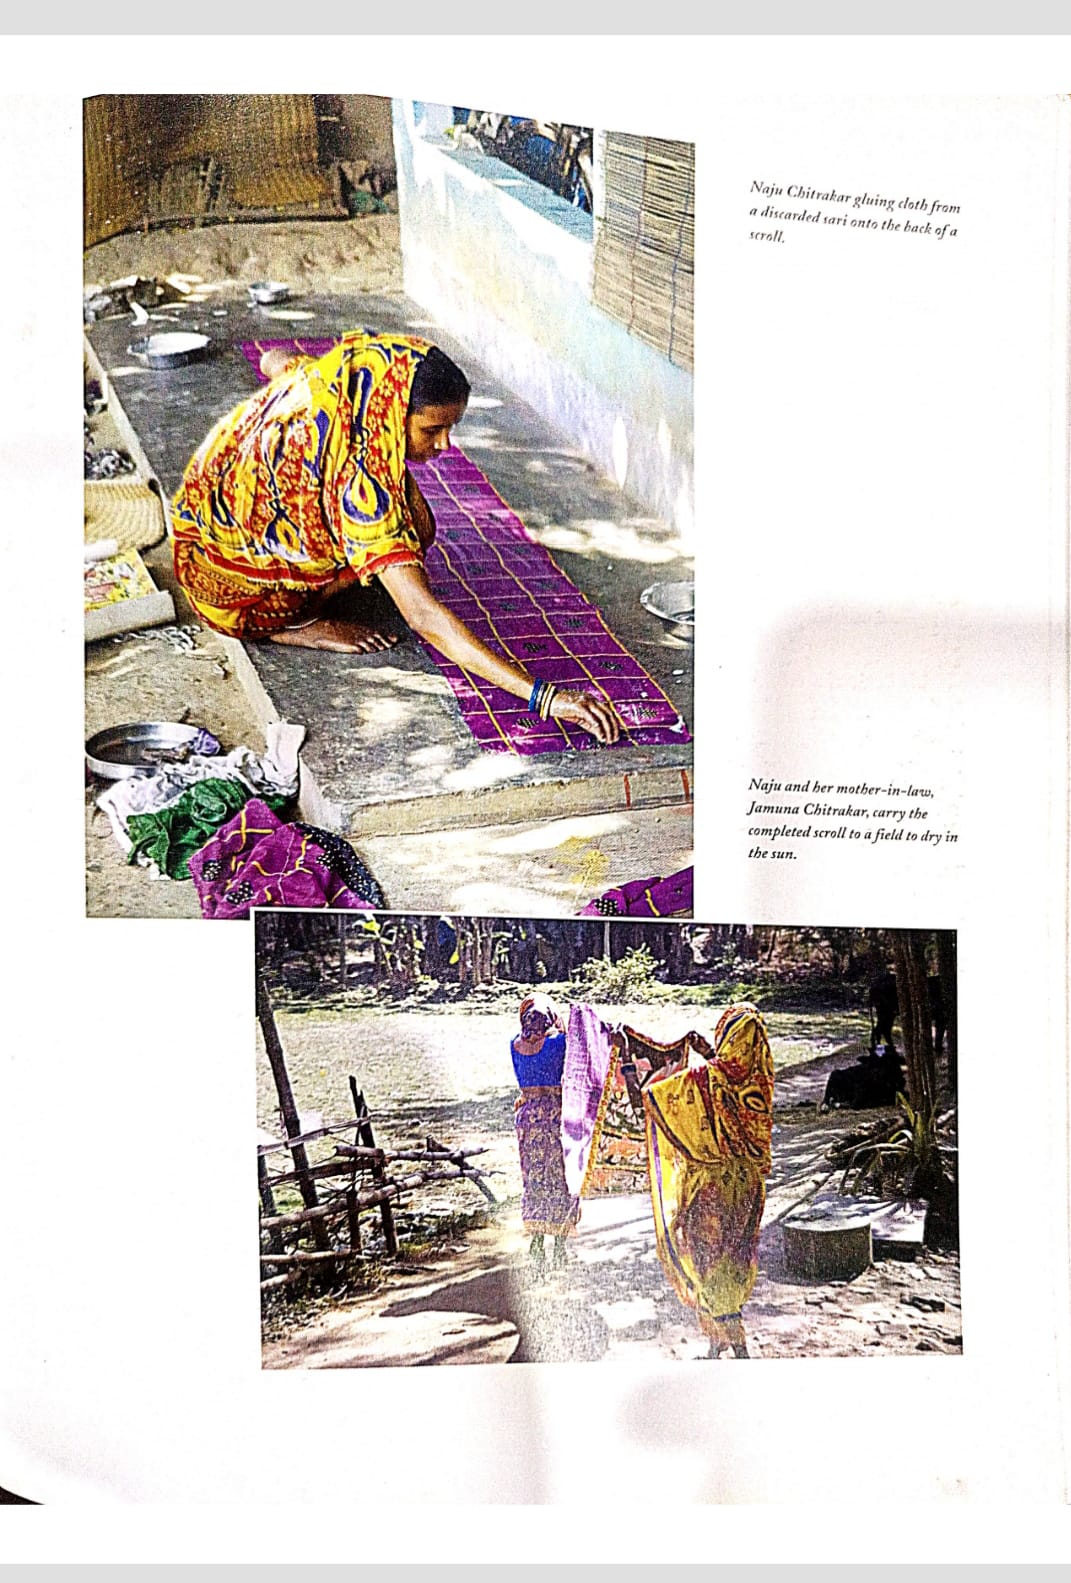 Naju Chitrakar gluing cloth from
a discarded sari onto the back of a
scroll.
Naju and her mother-in-law,
Jamuna Chitrakar, carry the
completed scroll to a field to dry in
the sun.